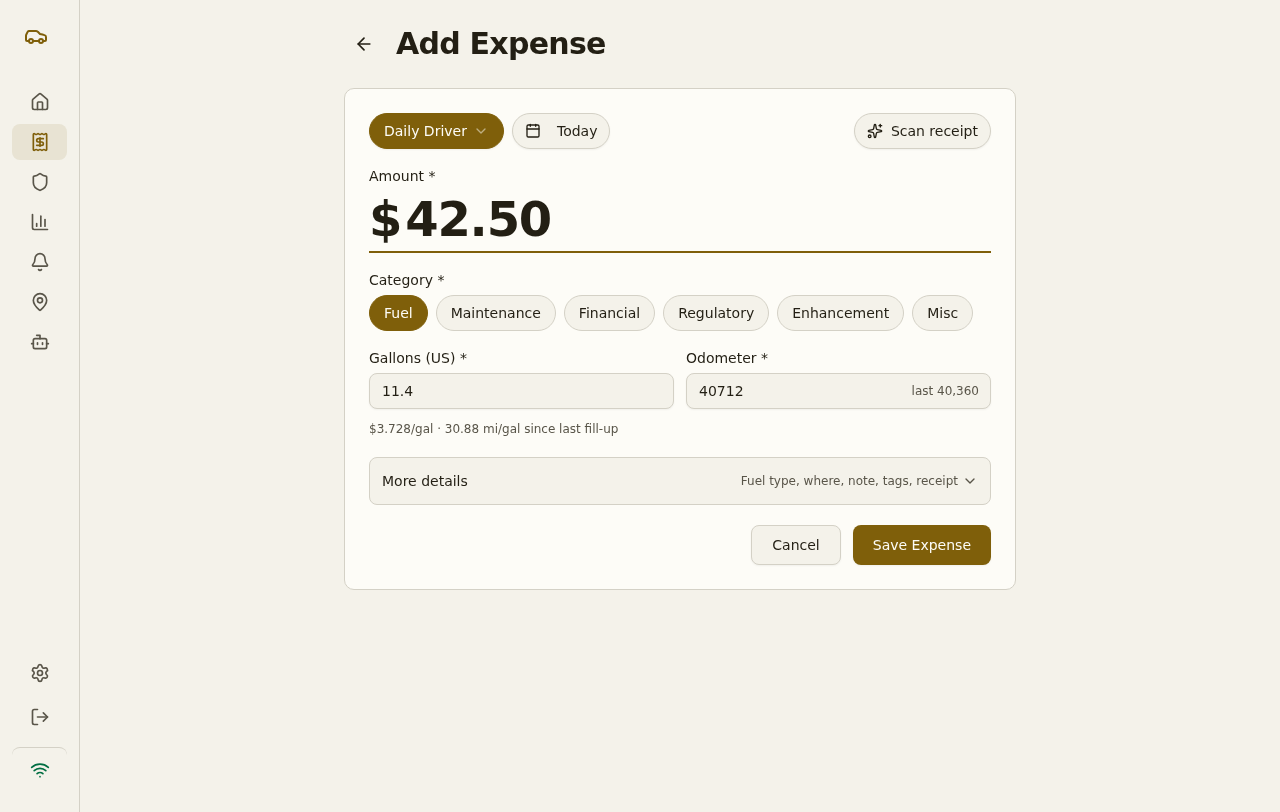 Add Expense
Daily Driver
Today
Scan receipt
Amount *
$42.50
Category *
Fuel
Maintenance
Financial
Regulatory
Enhancement
Misc
Gallons (US) *
Odometer *
11.4
40712
last 40,360
$3.728/gal · 30.88 mi/gal since last fill-up
More details
Fuel type, where, note, tags, receipt
Cancel
Save Expense